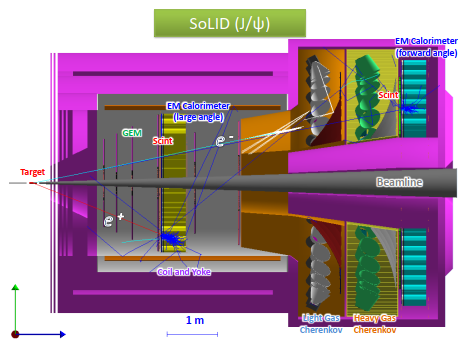 SoLID (J/ψ)
EM Calorimeter
(forward angle)
EM Calorimeter
(large angle)
Scint
GEM
Scint
e-
Target
Beamline
e+
Coil and Yoke
1 m
Light Gas
Cherenkov
Heavy Gas
Cherenkov